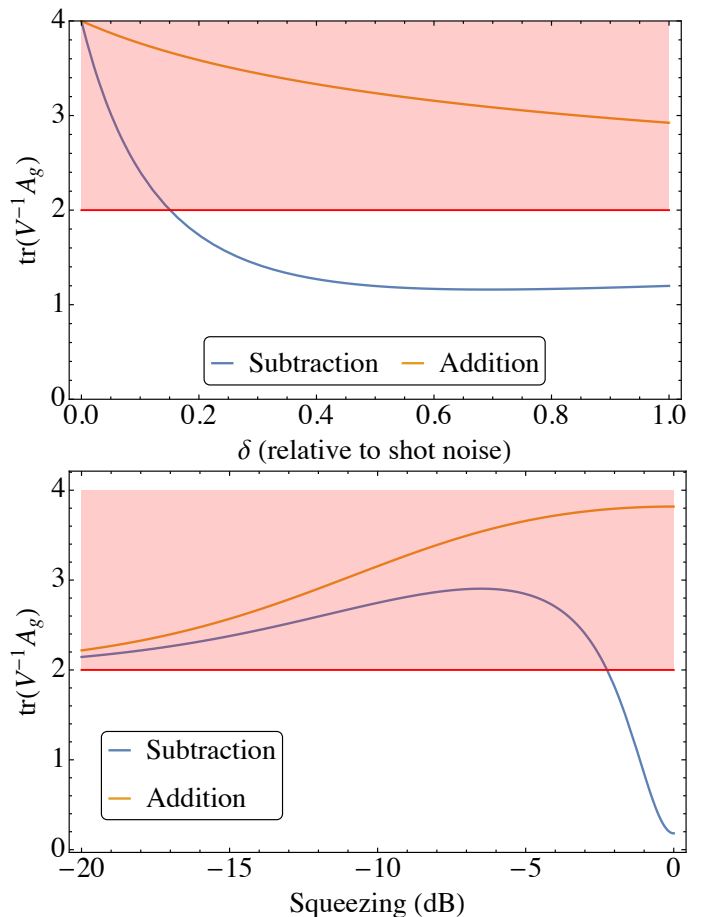 4
3
tr(V⁻¹A_g)
2
1
0
Subtraction Addition
0.0 0.2 0.4 0.6 0.8 1.0
δ (relative to shot noise)
4
3
tr(V⁻¹A_g)
2
1
0
Subtraction
Addition
−20 −15 −10 −5 0
Squeezing (dB)